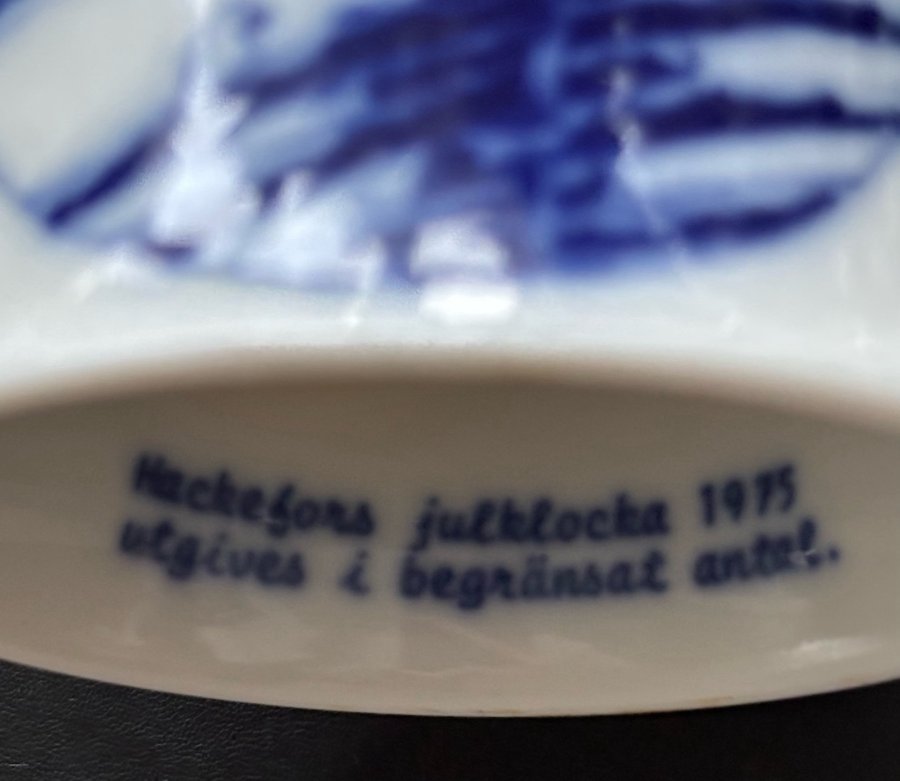 Hackefors julklocka 1975
utgives i begränsat antal.